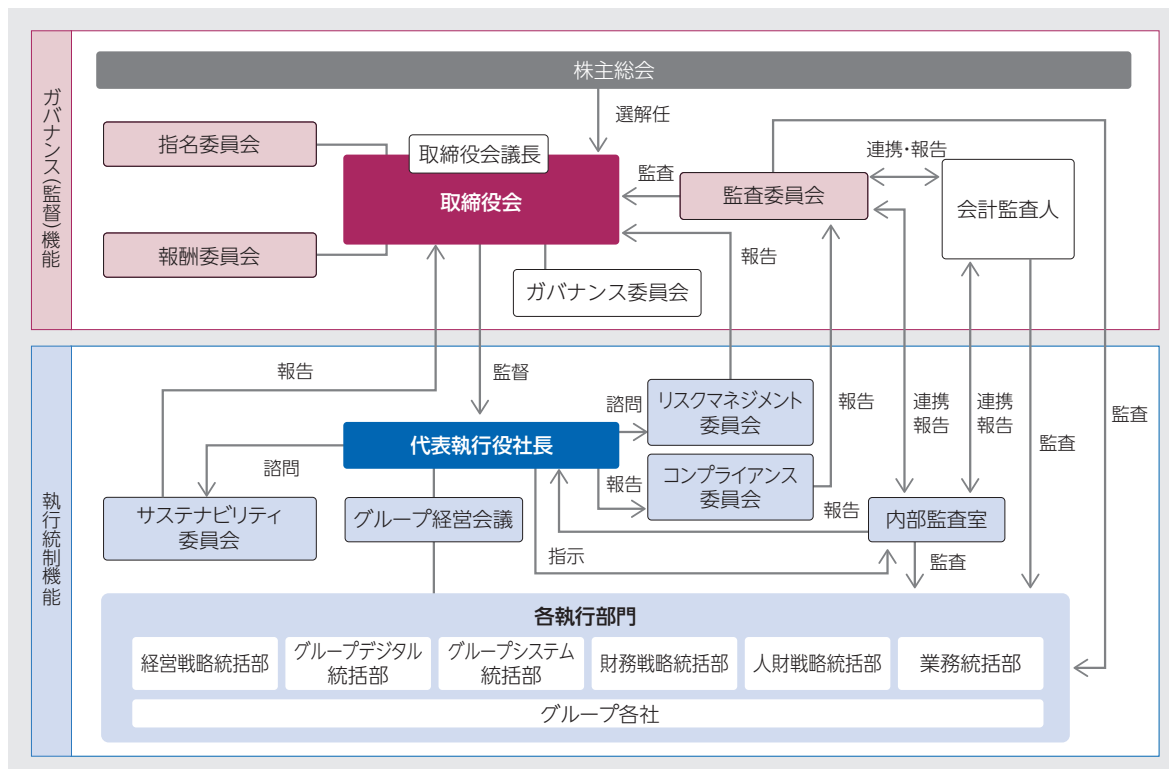 ガバナンス(監督)機能
株主総会
選解任
指名委員会
取締役会議長
取締役会
監査
監査委員会
連携・報告
会計監査人
報酬委員会
報告
ガバナンス委員会
執行統制機能
報告
監督
諮問
リスクマネジメント
委員会
報告
連携
報告
連携
報告
監査
監査
代表執行役社長
諮問
報告
コンプライアンス
委員会
サステナビリティ
委員会
グループ経営会議
報告
内部監査室
指示
監査
各執行部門
経営戦略統括部
グループデジタル
統括部
グループシステム
統括部
財務戦略統括部
人財戦略統括部
業務統括部
グループ各社